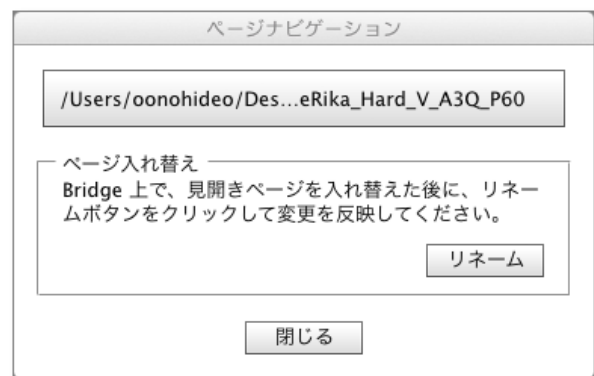 ページナビゲーション
/Users/oonohideo/Des...eRika_Hard_V_A3Q_P60
ページ入れ替え
Bridge 上で、見開きページを入れ替えた後に、リネー
ムボタンをクリックして変更を反映してください。
リネーム
閉じる